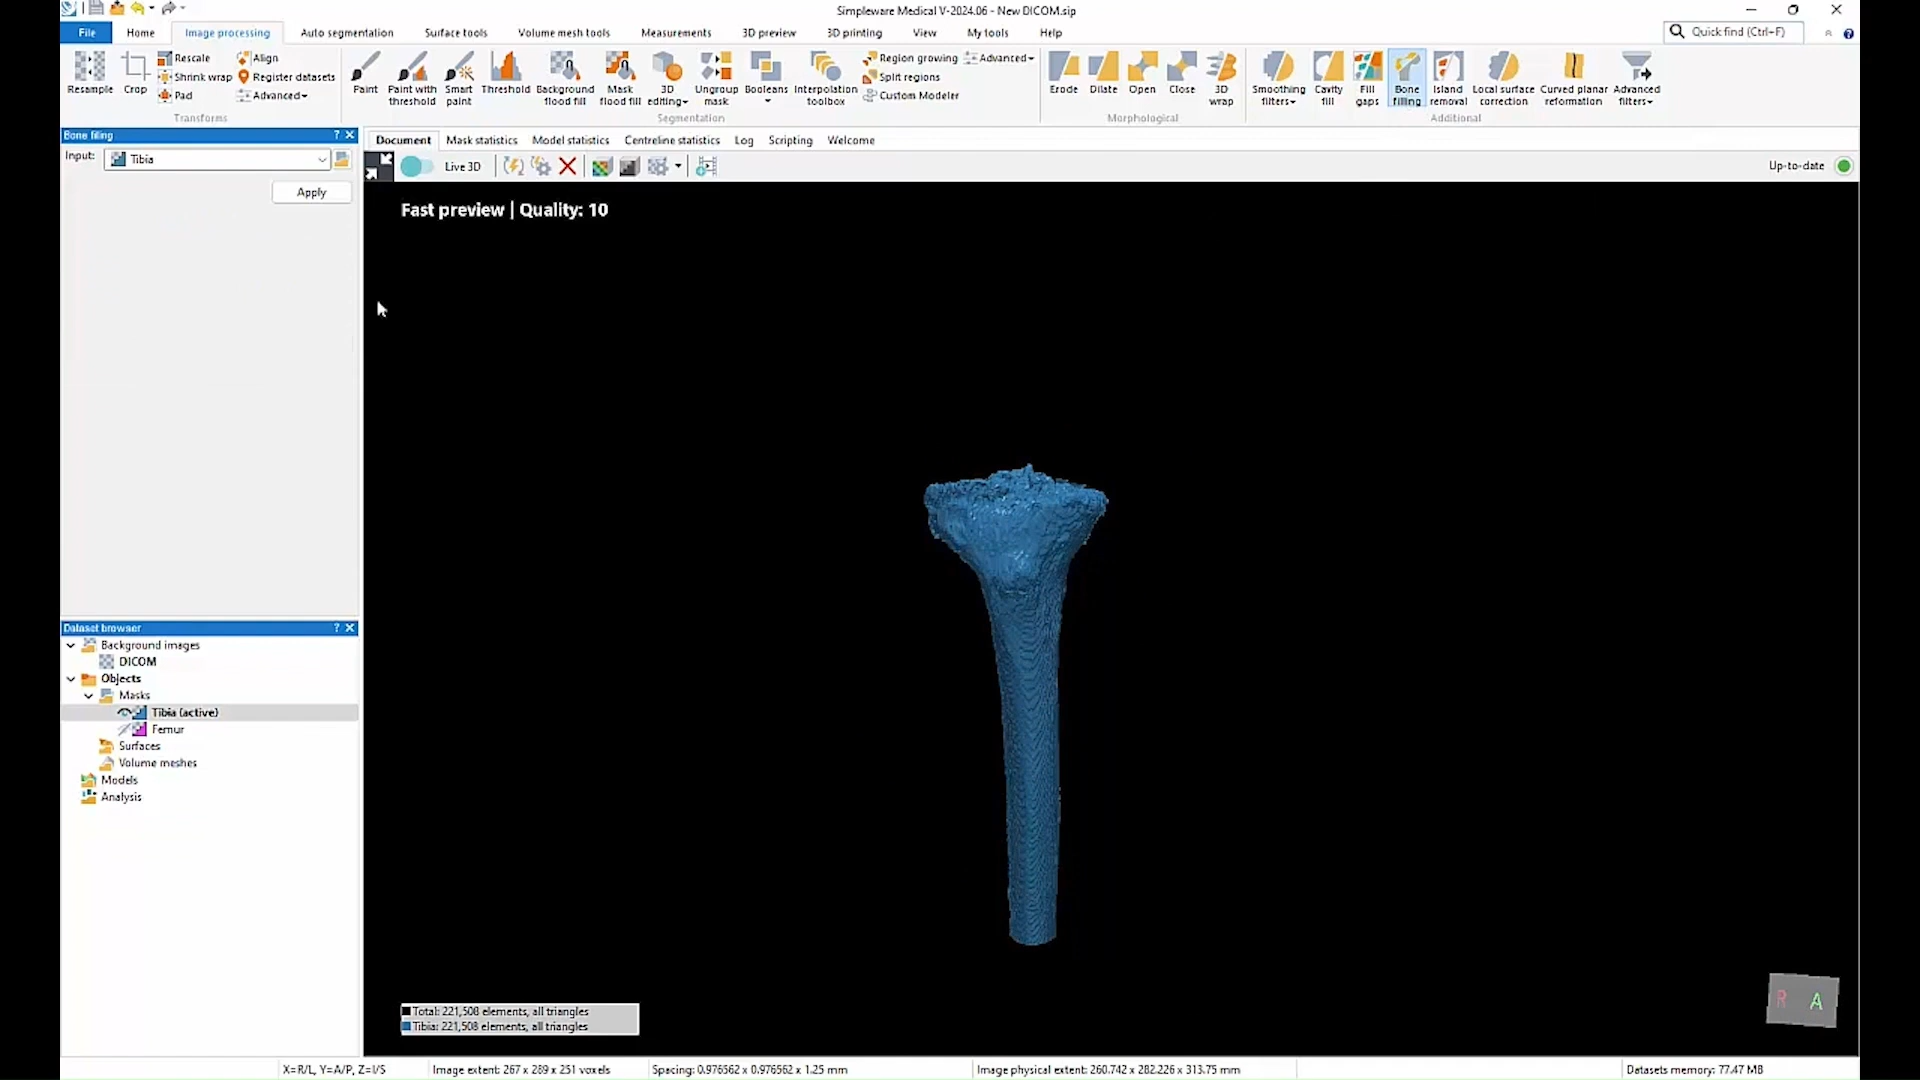 Simpleware Medical V-2024.06 - New DICOM.sip
File Home Image processing Auto segmentation Surface tools Volume mesh tools Measurements 3D preview 3D printing View My tools Help Quick find (Ctrl+F)
Resample
Crop
Rescale
Shrink wrap
Pad
Align
Register datasets
Advanced
Transforms
Paint
Paint with
threshold
Smart
paint
Threshold
Background
flood fill
Mask
flood fill
3D
editing
Ungroup
mask
Booleans
Interpolation
toolbox
Region growing
Split regions
Custom Modeler
Advanced
Segmentation
Erode
Dilate
Open
Close
3D
wrap
Morphological
Smoothing
filters
Cavity
fill
Fill
gaps
Bone
filling
Island
removal
Local surface
correction
Curved planar
reformation
Advanced
filters
Additional
Bone filling ?
Input: Tibia
Apply
Document Mask statistics Model statistics Centreline statistics Log Scripting Welcome
Live 3D
Up-to-date
Fast preview | Quality: 10
Dataset browser ?
Background images
DICOM
Objects
Masks
Tibia (active)
Femur
Surfaces
Volume meshes
Models
Analysis
Total: 221,508 elements, all triangles
Tibia: 221,508 elements, all triangles
R A
X=R/L, Y=A/P, Z=I/S Image extent: 267 x 289 x 251 voxels Spacing: 0.976562 x 0.976562 x 1.25 mm Image physical extent: 260.742 x 282.226 x 313.75 mm Datasets memory: 77.47 MB